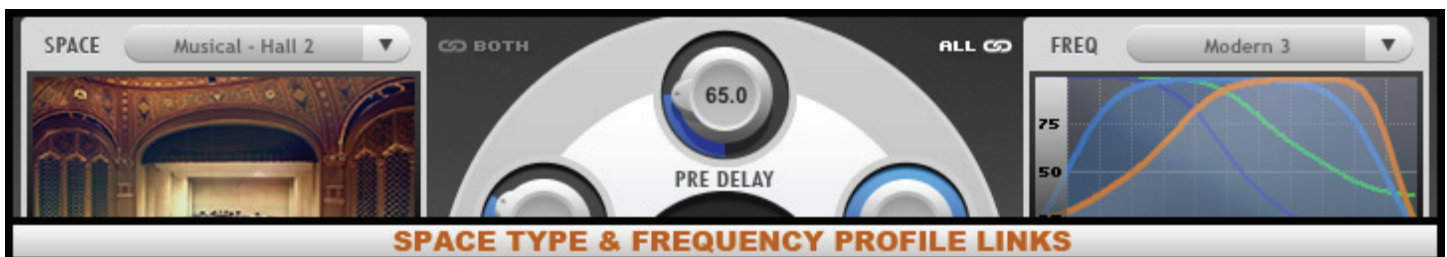 SPACE
Musical - Hall 2
BOTH
ALL
FREQ
Modern 3
65.0
75
PRE DELAY
50
SPACE TYPE & FREQUENCY PROFILE LINKS